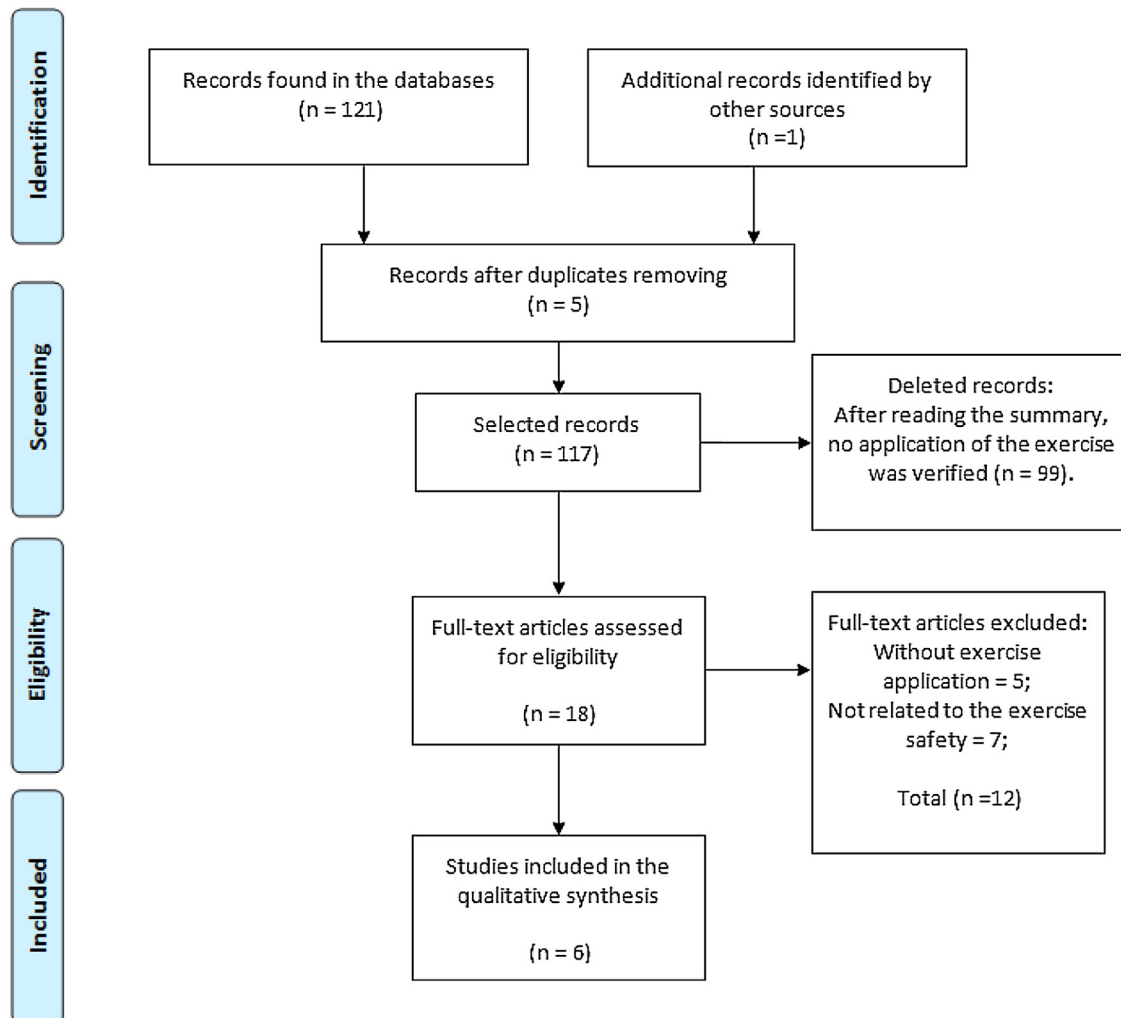 Identification
Records found in the databases
(n = 121)
Additional records identified by
other sources
(n =1)
Screening
Records after duplicates removing
(n = 5)
Selected records
(n = 117)
Deleted records:
After reading the summary,
no application of the exercise
was verified (n = 99).
Eligibility
Full-text articles assessed
for eligibility
(n = 18)
Full-text articles excluded:
Without exercise
application = 5;
Not related to the exercise
safety = 7;
Total (n =12)
Included
Studies included in the
qualitative synthesis
(n = 6)